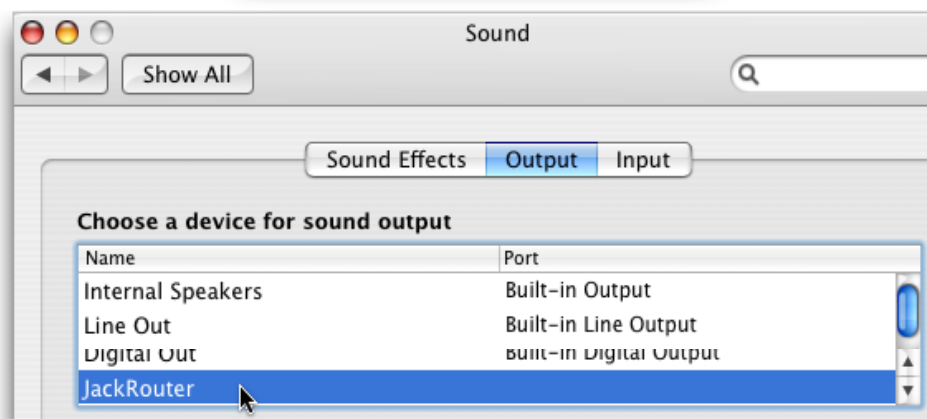 Sound
Show All
Sound Effects Output Input
Choose a device for sound output
Name Port
Internal Speakers Built-in Output
Line Out Built-in Line Output
Digital Out Built-in Digital Output
JackRouter